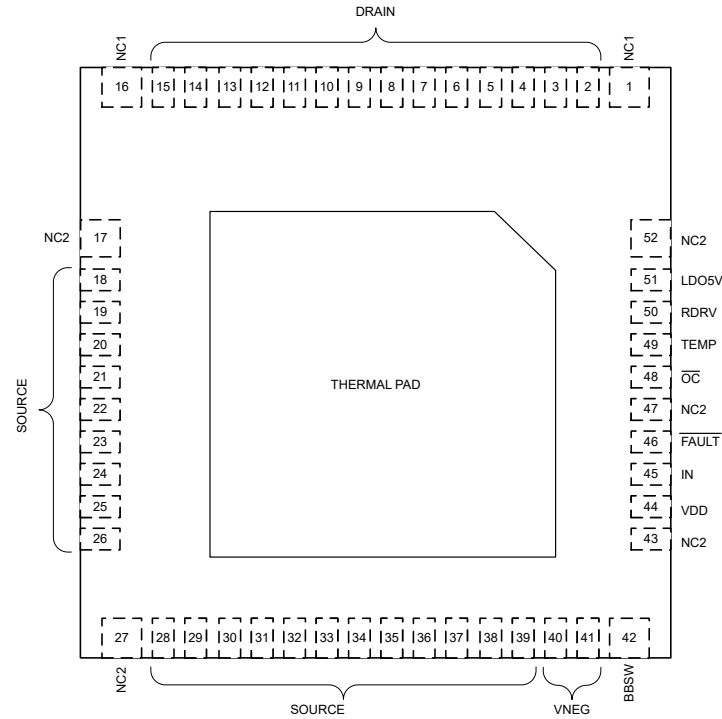 DRAIN
NC1
NC1
16 15 14 13 12 11 10 9 8 7 6 5 4 3 2 1
NC2 17
52 NC2
18
51 LDO5V
19
50 RDRV
20
49 TEMP
21
48 O̅C̅
SOURCE
22
47 NC2
23
46 F̅A̅U̅L̅T̅
24
45 IN
25
44 VDD
26
43 NC2
THERMAL PAD
27 28 29 30 31 32 33 34 35 36 37 38 39 40 41 42
NC2
SOURCE
VNEG
BBSW